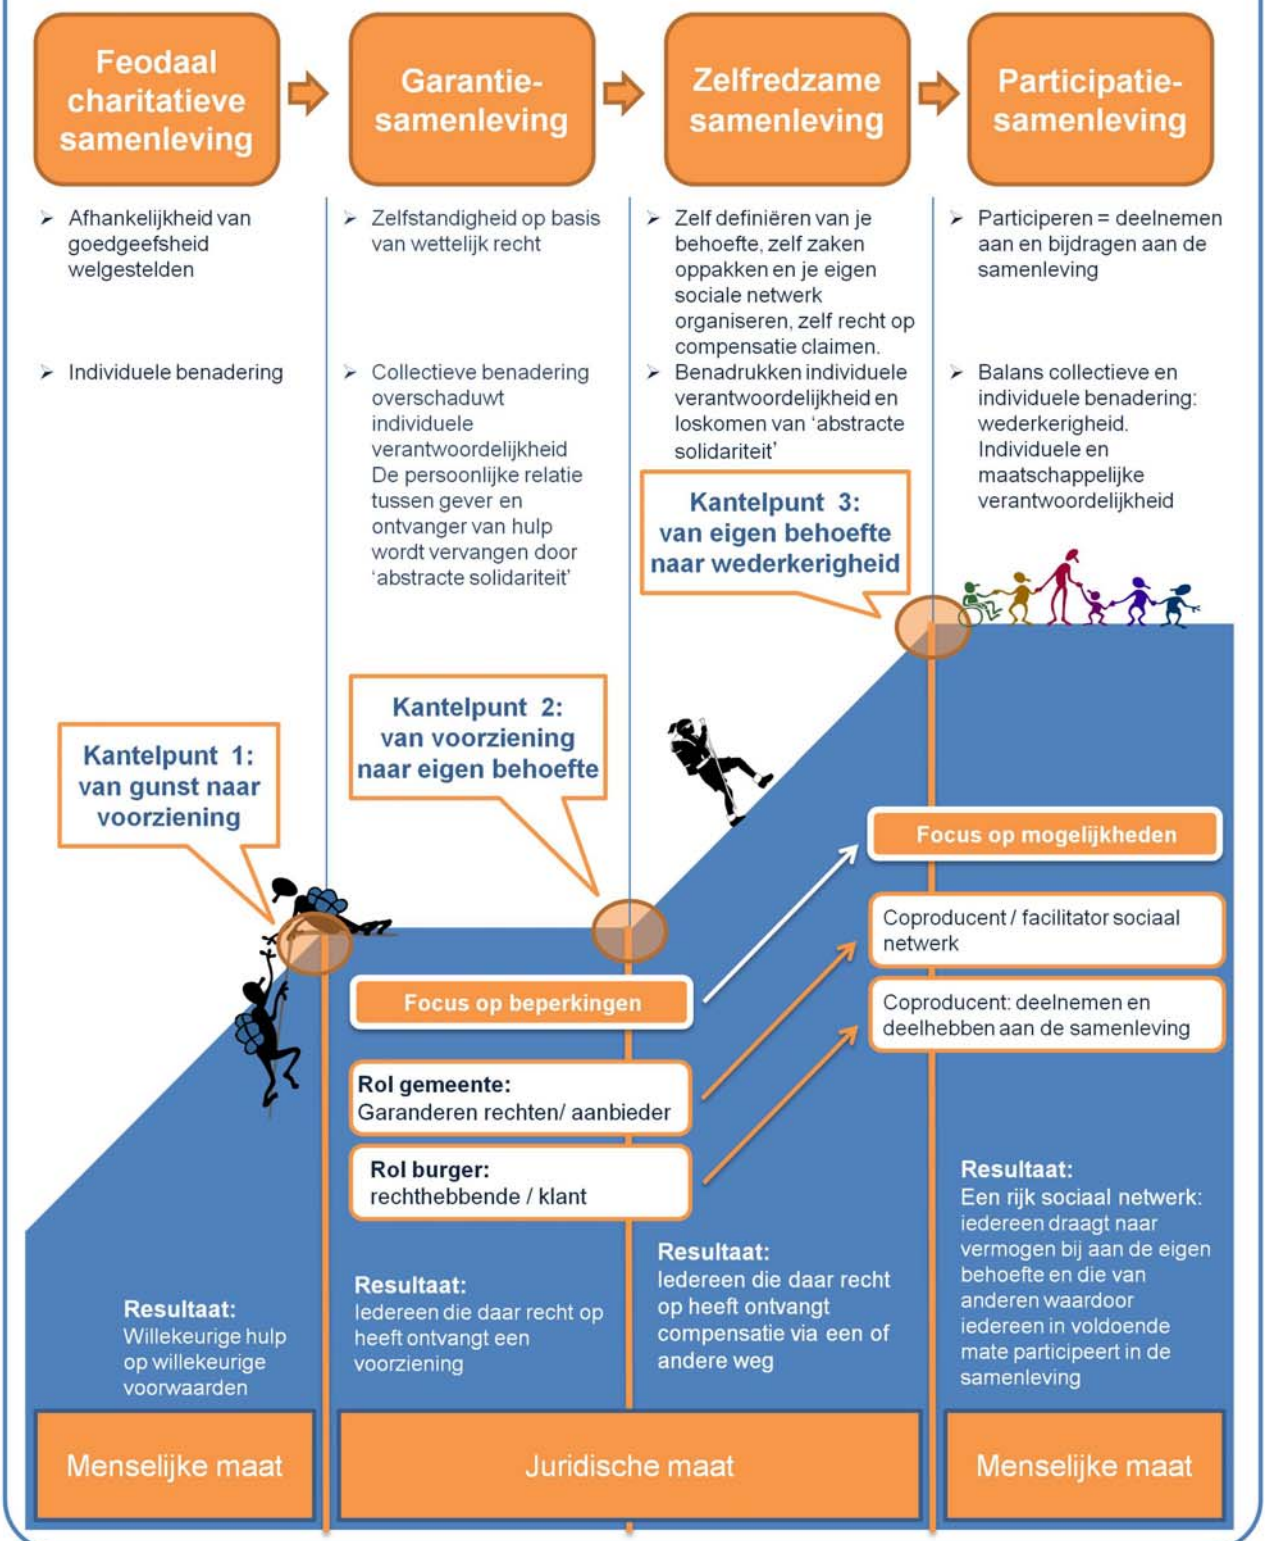 Feodaal
charitatieve
samenleving
Garantie-
samenleving
Zelfredzame
samenleving
Participatie-
samenleving
Afhankelijkheid van
goedgeefsheid
welgestelden
Individuele benadering
Zelfstandigheid op basis
van wettelijk recht
Collectieve benadering
overschaduwt
individuele
verantwoordelijkheid
De persoonlijke relatie
tussen gever en
ontvanger van hulp
wordt vervangen door
‘abstracte solidariteit’
Zelf definiëren van je
behoefte, zelf zaken
oppakken en je eigen
sociale netwerk
organiseren, zelf recht op
compensatie claimen.
Benadrukken individuele
verantwoordelijkheid en
loskomen van ‘abstracte
solidariteit’
Participeren = deelnemen
aan en bijdragen aan de
samenleving
Balans collectieve en
individuele benadering:
wederkerigheid.
Individuele en
maatschappelijke
verantwoordelijkheid
Kantelpunt 1:
van gunst naar
voorziening
Kantelpunt 2:
van voorziening
naar eigen behoefte
Kantelpunt 3:
van eigen behoefte
naar wederkerigheid
Focus op beperkingen
Rol gemeente:
Garanderen rechten/ aanbieder
Rol burger:
rechthebbende / klant
Focus op mogelijkheden
Coproducent / facilitator sociaal
netwerk
Coproducent: deelnemen en
deelhebben aan de samenleving
Resultaat:
Willekeurige hulp
op willekeurige
voorwaarden
Resultaat:
Iedereen die daar recht op
heeft ontvangt een
voorziening
Resultaat:
Iedereen die daar recht
op heeft ontvangt
compensatie via een of
andere weg
Resultaat:
Een rijk sociaal netwerk:
iedereen draagt naar
vermogen bij aan de eigen
behoefte en die van
anderen waardoor
iedereen in voldoende
mate participeert in de
samenleving
Menselijke maat
Juridische maat
Menselijke maat